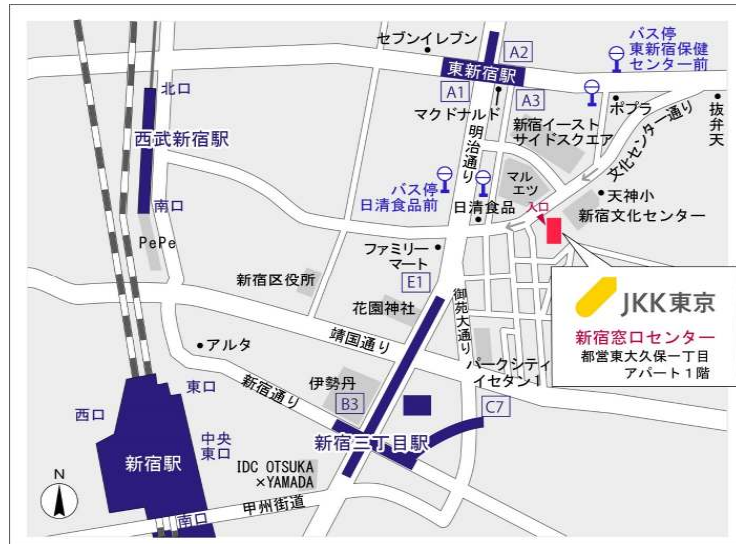 セブンイレブン
A2
バス停
東新宿保健
センター前
東新宿駅
A1
A3
マクドナルド
ポプラ
抜弁天
北口
西武新宿駅
新宿イースト
サイドスクエア
文化センター通り
明治通り
バス停
日清食品前
マル
エツ
天神小
入口
日清食品
新宿文化センター
南口
PePe
ファミリー
マート
E1
新宿区役所
花園神社
御苑大通り
靖国通り
JKK東京
新宿窓口センター
都営東大久保一丁目
アパート1階
アルタ
パークシティ
イセタン1
伊勢丹
B3
C7
新宿通り
東口
西口
中央
東口
新宿三丁目駅
新宿駅
IDC OTSUKA
×YAMADA
N
甲州街道
南口